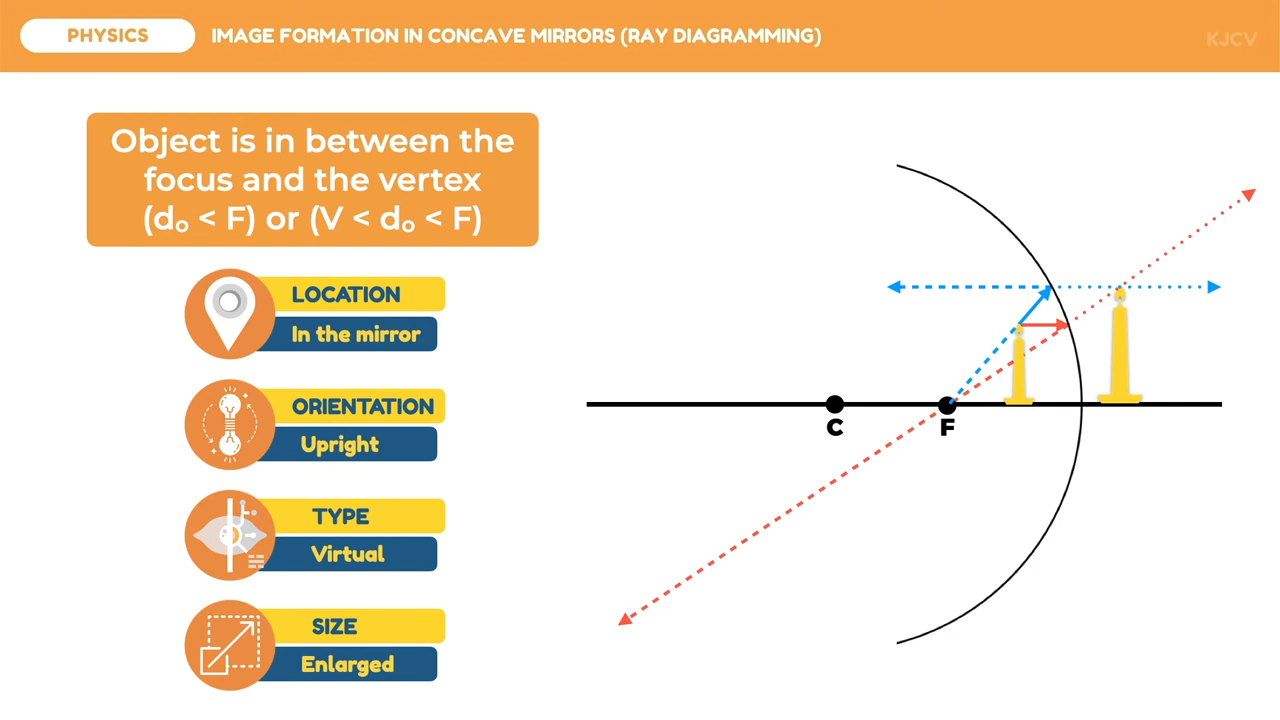 PHYSICS
IMAGE FORMATION IN CONCAVE MIRRORS (RAY DIAGRAMMING)
KJCV
Object is in between the
focus and the vertex
(dₒ < F) or (V < dₒ < F)
LOCATION
In the mirror
ORIENTATION
Upright
TYPE
Virtual
SIZE
Enlarged
C
F